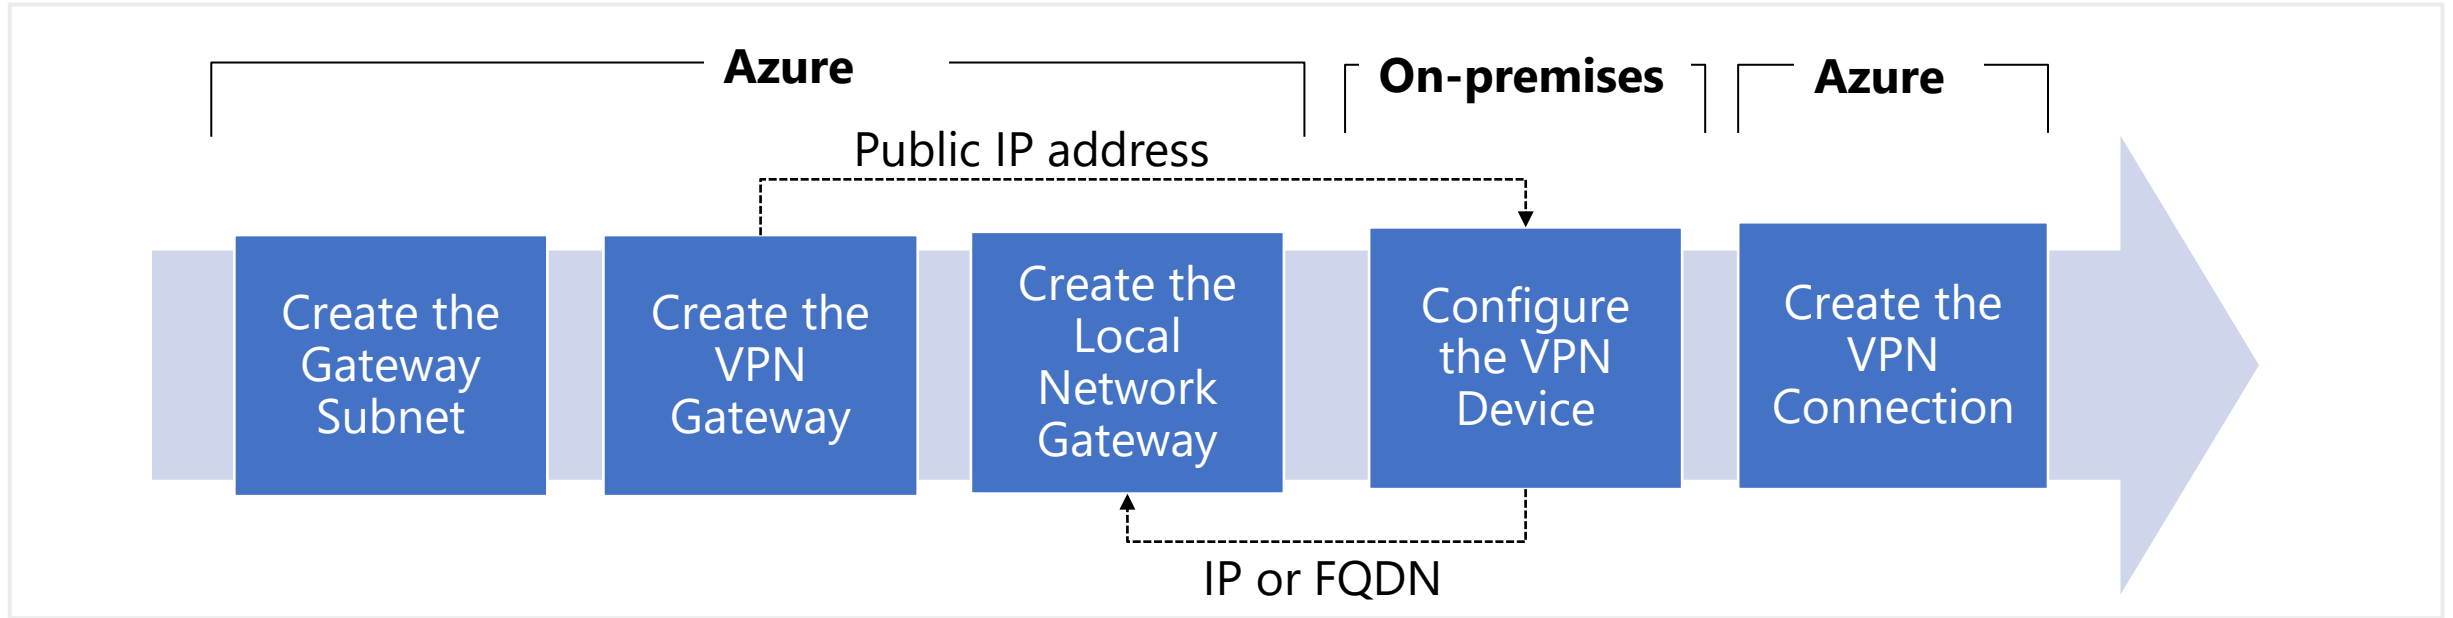 Azure
On-premises
Azure
Public IP address
Create the
Gateway
Subnet
Create the
VPN
Gateway
Create the
Local
Network
Gateway
Configure
the VPN
Device
Create the
VPN
Connection
IP or FQDN